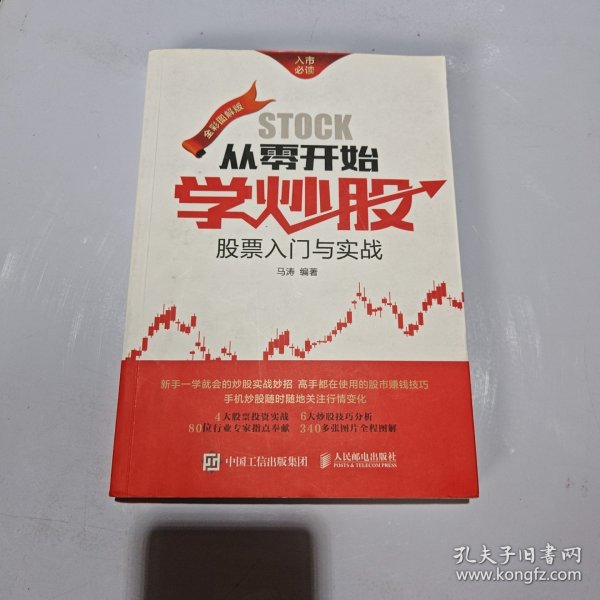 入市
必读
全彩图解版
STOCK
从零开始
学炒股
股票入门与实战
马涛 编著
新手一学就会的炒股实战妙招 高手都在使用的股市赚钱技巧
手机炒股随时随地关注行情变化
4大股票投资实战 6大炒股技巧分析
80位行业专家指点奉献 340多张图片全程图解
中国工信出版集团 人民邮电出版社
POSTS & TELECOM PRESS
孔夫子旧书网
www.kongfz.com